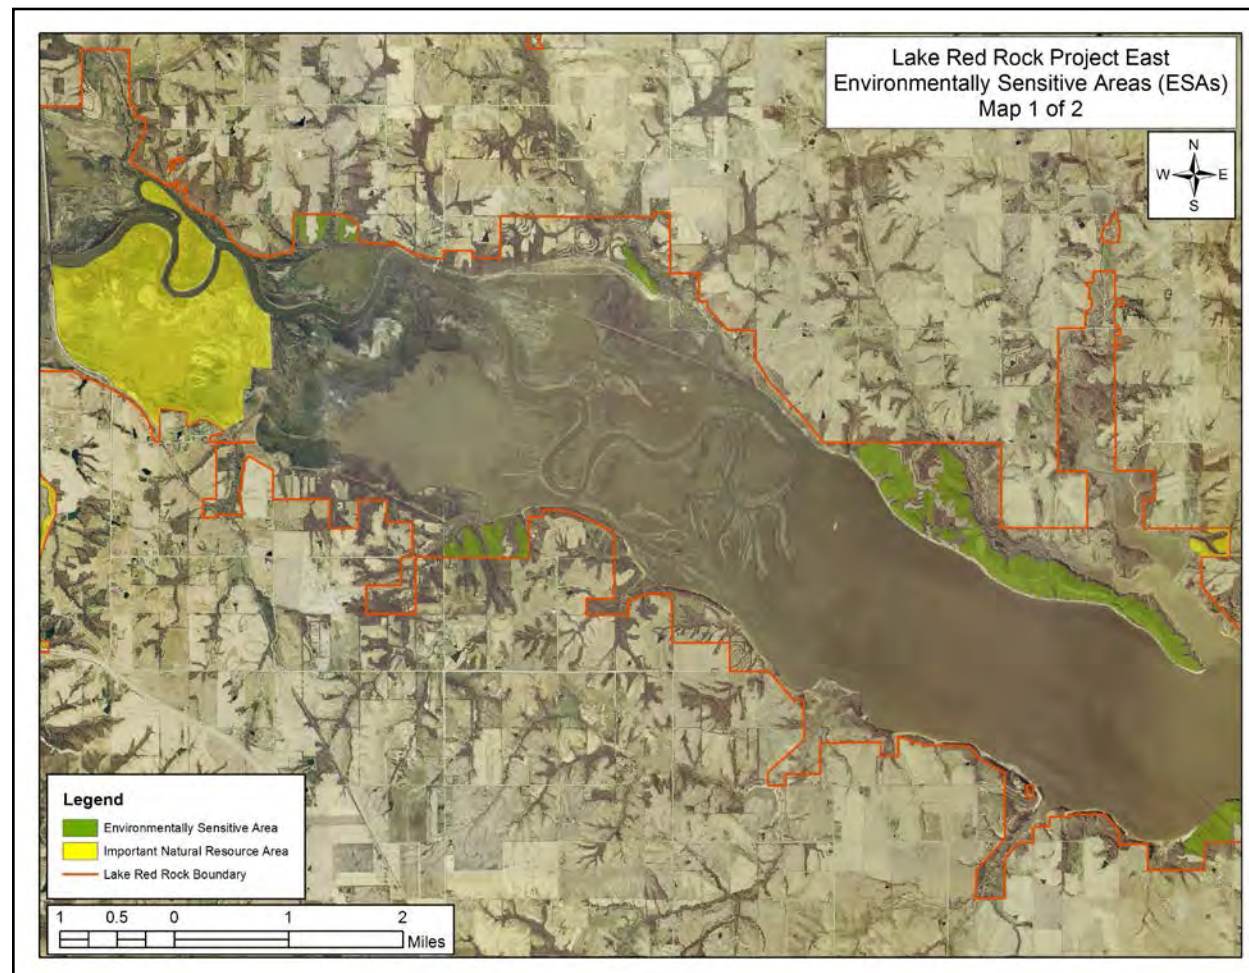 Lake Red Rock Project East
Environmentally Sensitive Areas (ESAs)
Map 1 of 2
N
W E
S
Legend
Environmentally Sensitive Area
Important Natural Resource Area
Lake Red Rock Boundary
1 0.5 0 1 2
Miles